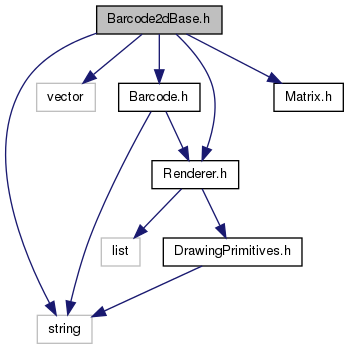 Barcode2dBase.h
vector
Barcode.h
Matrix.h
Renderer.h
list
DrawingPrimitives.h
string